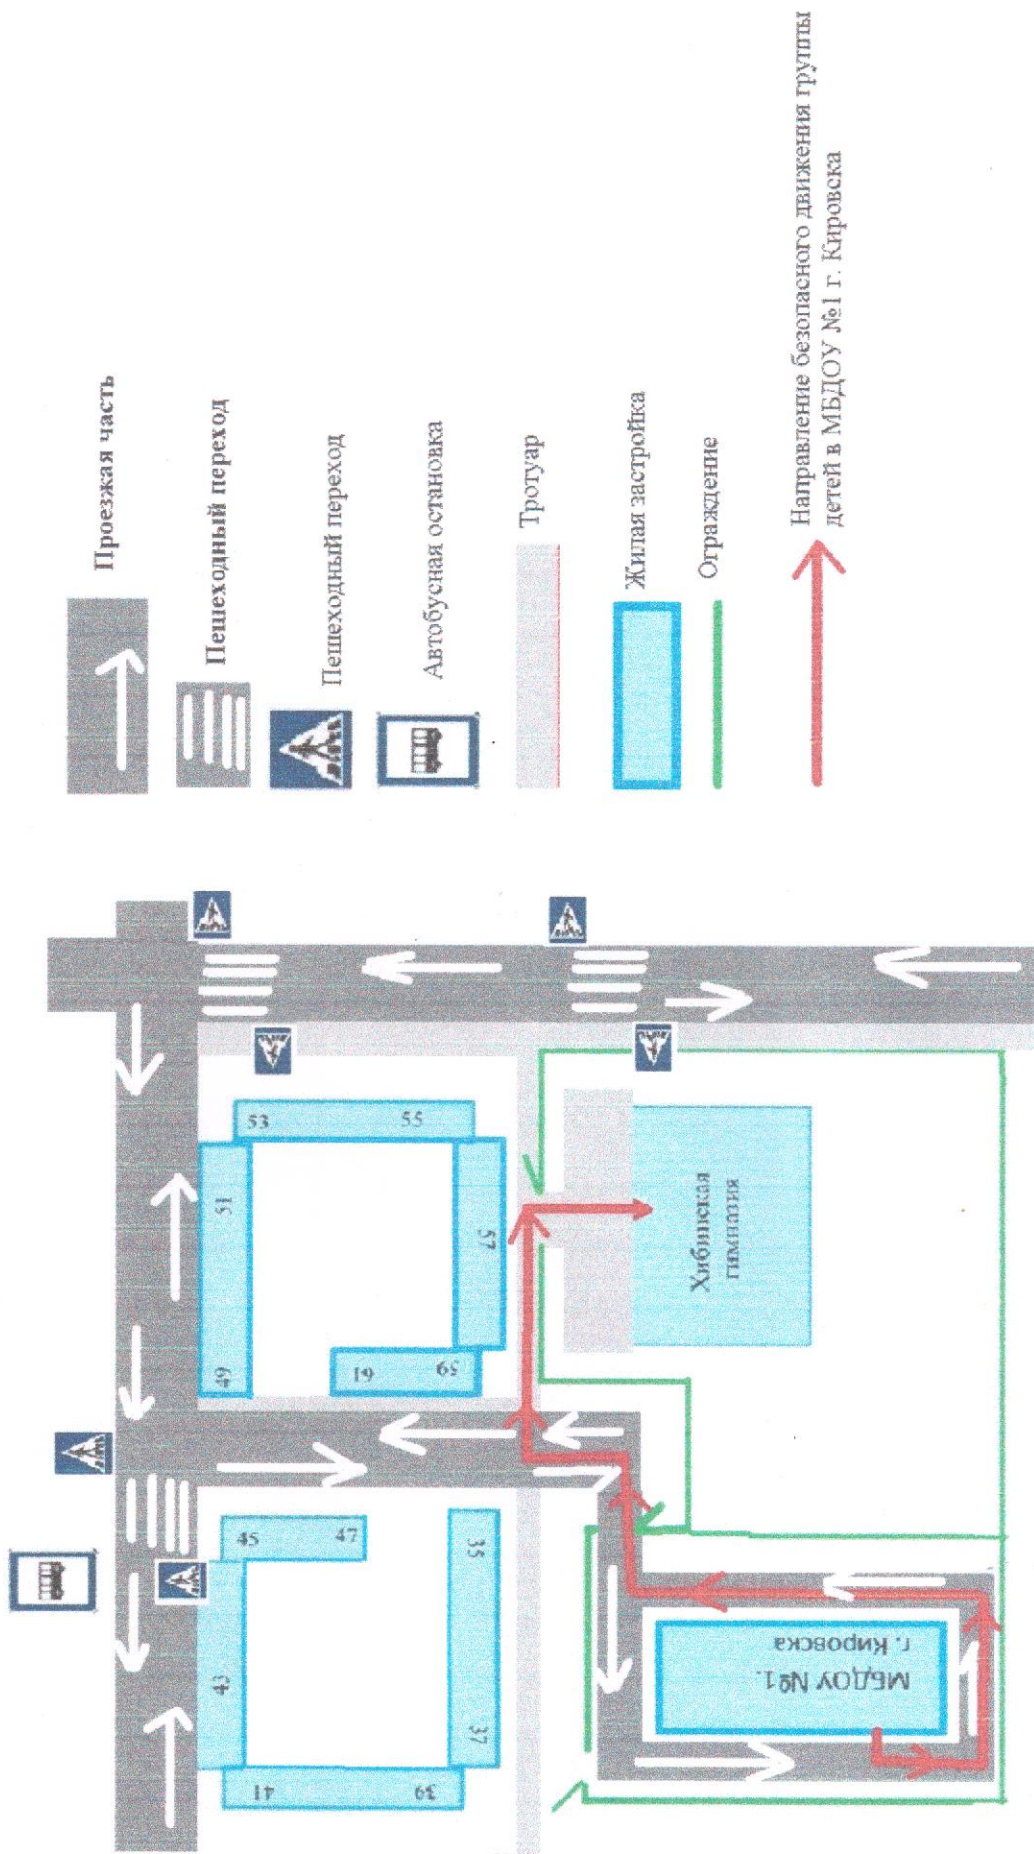 Проезжая часть
Пешеходный переход
Пешеходный переход
Автобусная остановка
Тротуар
Жилая застройка
Ограждение
Направление безопасного движения группы
детей в МБДОУ №1 г. Кировска
43
45
47
41
39
37
35
49
51
53
55
57
59
61
Хибинская
гимназия
МБДОУ №1.
г. Кировска